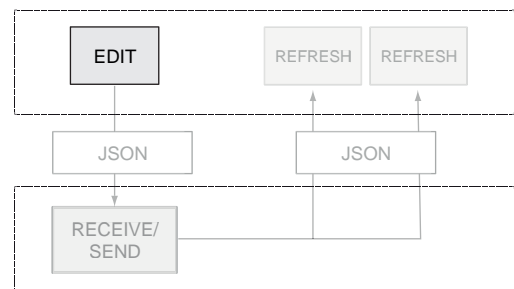 EDIT
REFRESH
REFRESH
JSON
JSON
RECEIVE/
SEND